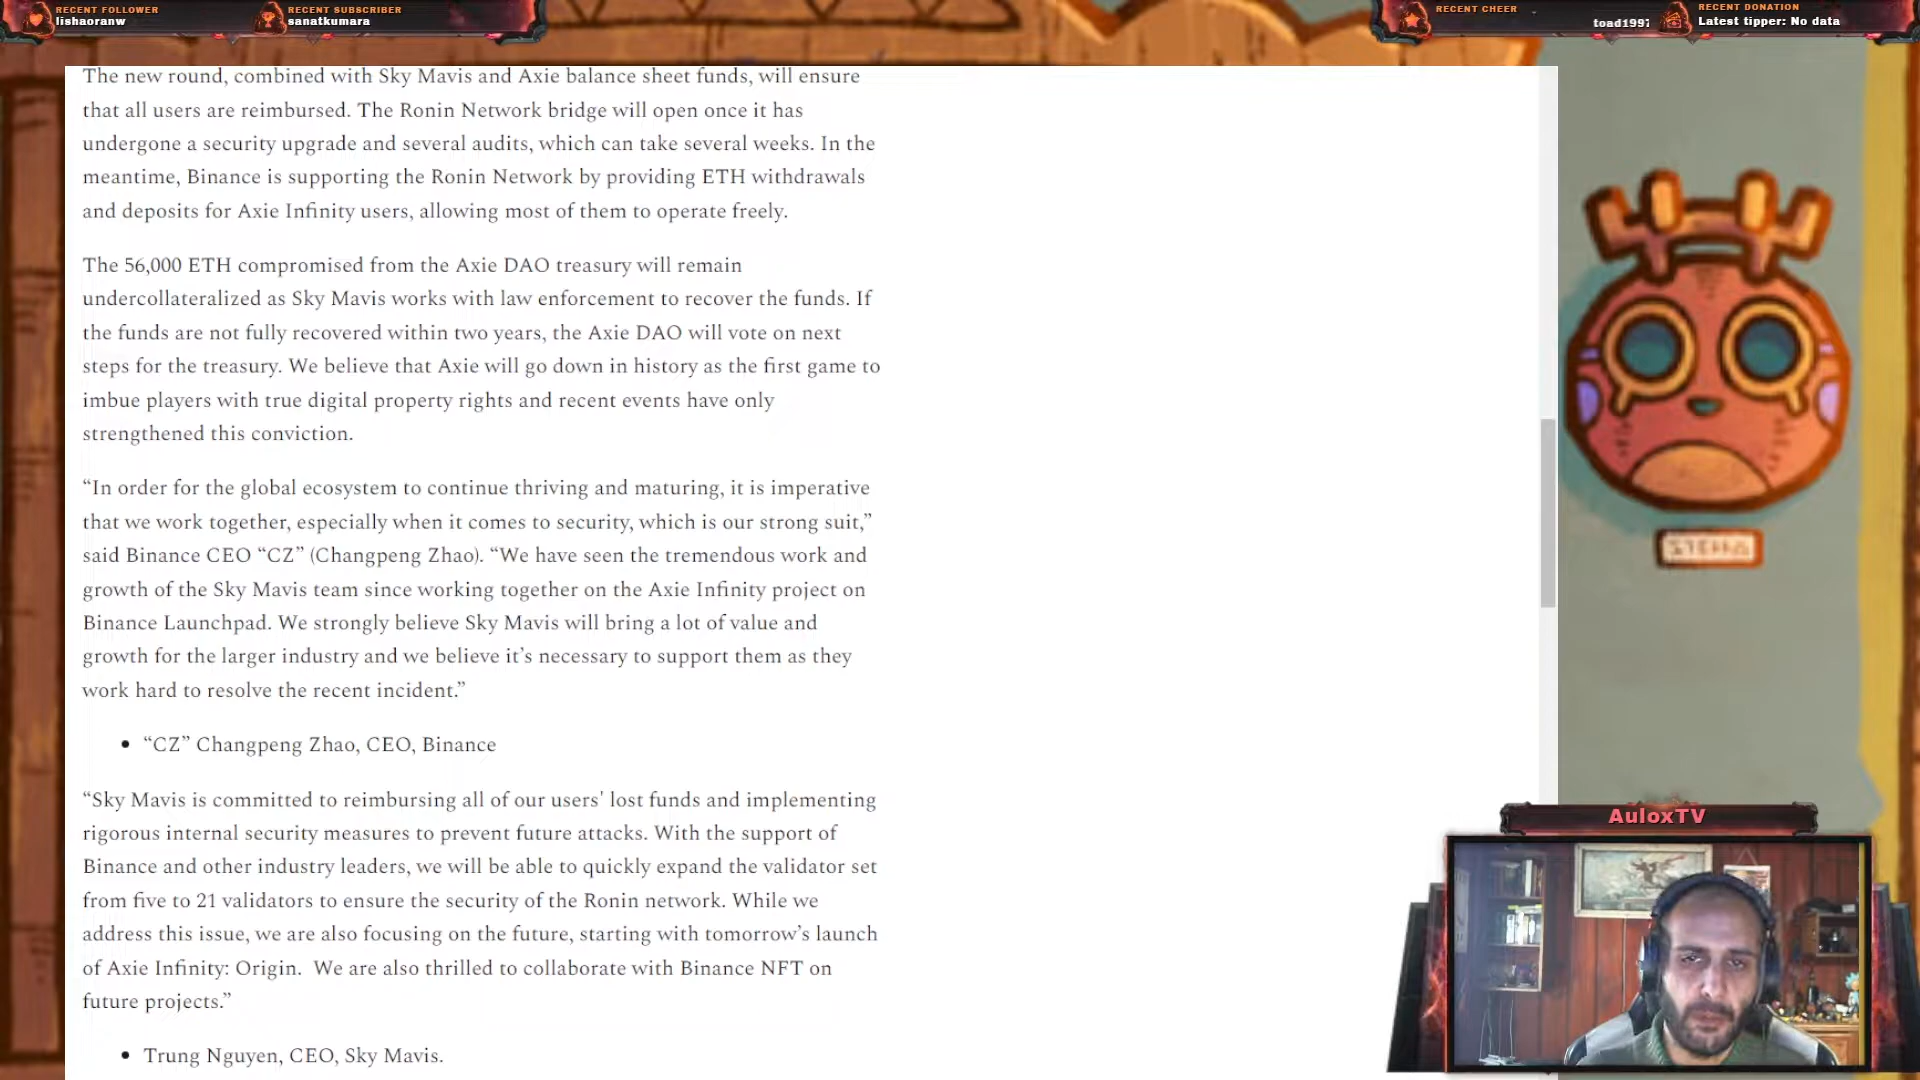 RECENT FOLLOWER
lishaoranw
RECENT SUBSCRIBER
sanatkumara
RECENT CHEER
toad1997
RECENT DONATION
Latest tipper: No data
The new round, combined with Sky Mavis and Axie balance sheet funds, will ensure
that all users are reimbursed. The Ronin Network bridge will open once it has
undergone a security upgrade and several audits, which can take several weeks. In the
meantime, Binance is supporting the Ronin Network by providing ETH withdrawals
and deposits for Axie Infinity users, allowing most of them to operate freely.
The 56,000 ETH compromised from the Axie DAO treasury will remain
undercollateralized as Sky Mavis works with law enforcement to recover the funds. If
the funds are not fully recovered within two years, the Axie DAO will vote on next
steps for the treasury. We believe that Axie will go down in history as the first game to
imbue players with true digital property rights and recent events have only
strengthened this conviction.
“In order for the global ecosystem to continue thriving and maturing, it is imperative
that we work together, especially when it comes to security, which is our strong suit,”
said Binance CEO “CZ” (Changpeng Zhao). “We have seen the tremendous work and
growth of the Sky Mavis team since working together on the Axie Infinity project on
Binance Launchpad. We strongly believe Sky Mavis will bring a lot of value and
growth for the larger industry and we believe it’s necessary to support them as they
work hard to resolve the recent incident.”
• “CZ” Changpeng Zhao, CEO, Binance
“Sky Mavis is committed to reimbursing all of our users' lost funds and implementing
rigorous internal security measures to prevent future attacks. With the support of
Binance and other industry leaders, we will be able to quickly expand the validator set
from five to 21 validators to ensure the security of the Ronin network. While we
address this issue, we are also focusing on the future, starting with tomorrow’s launch
of Axie Infinity: Origin.  We are also thrilled to collaborate with Binance NFT on
future projects.”
• Trung Nguyen, CEO, Sky Mavis.
AuloxTV